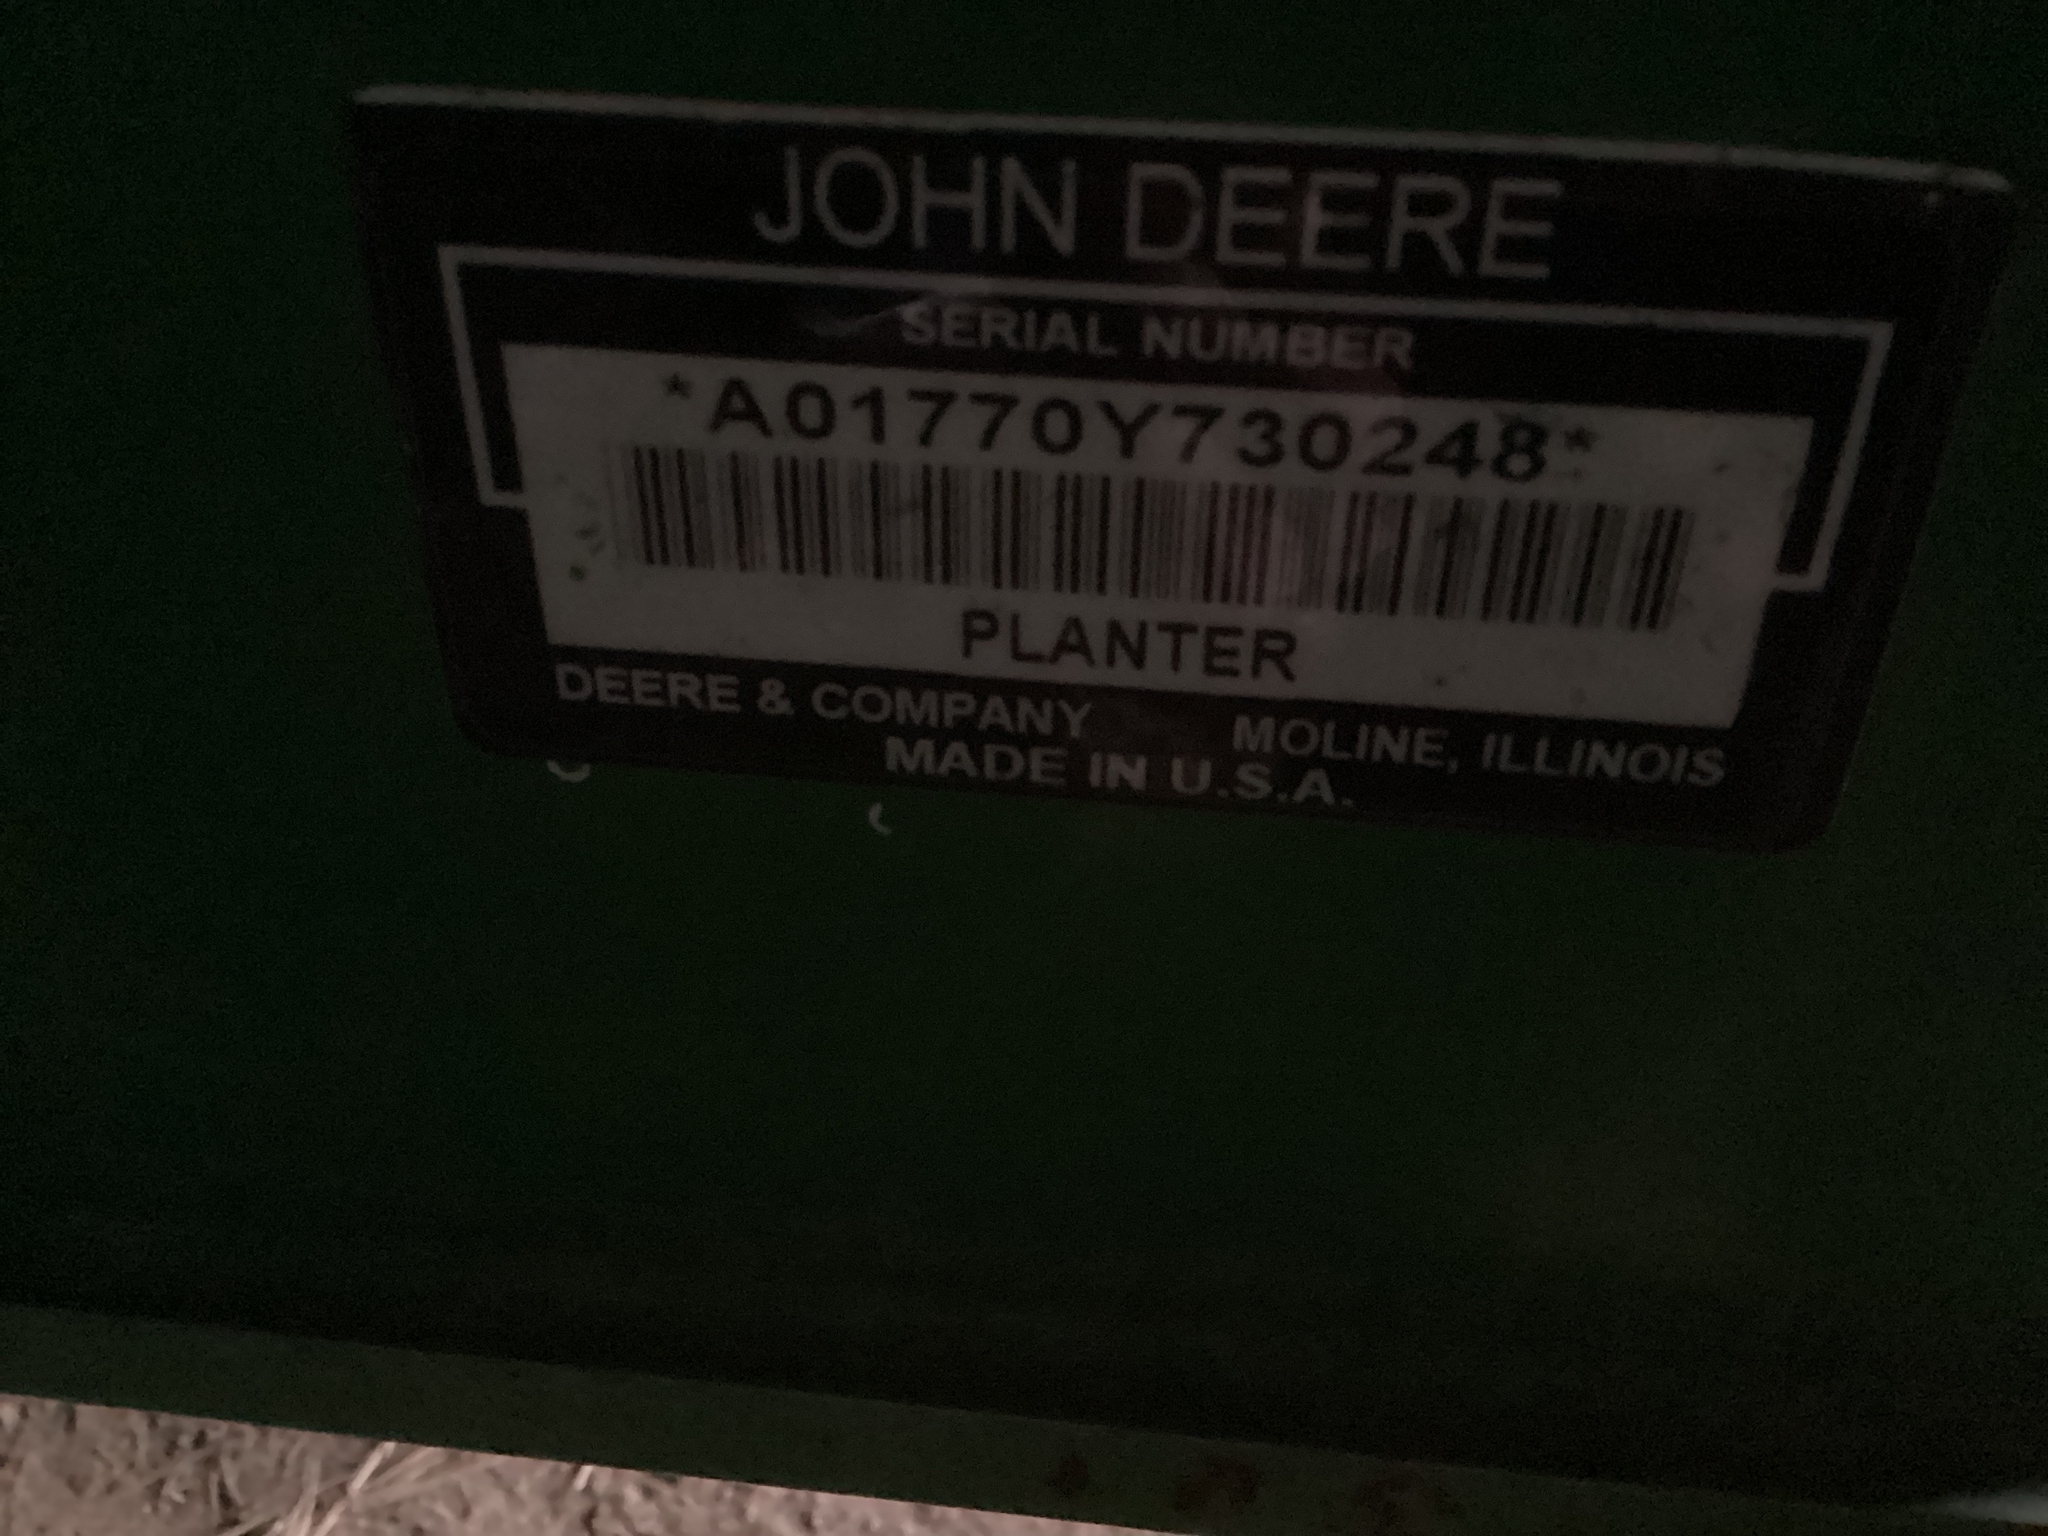 JOHN DEERE
SERIAL NUMBER
*A01770Y730248*
PLANTER
DEERE & COMPANY MOLINE, ILLINOIS
MADE IN U.S.A.